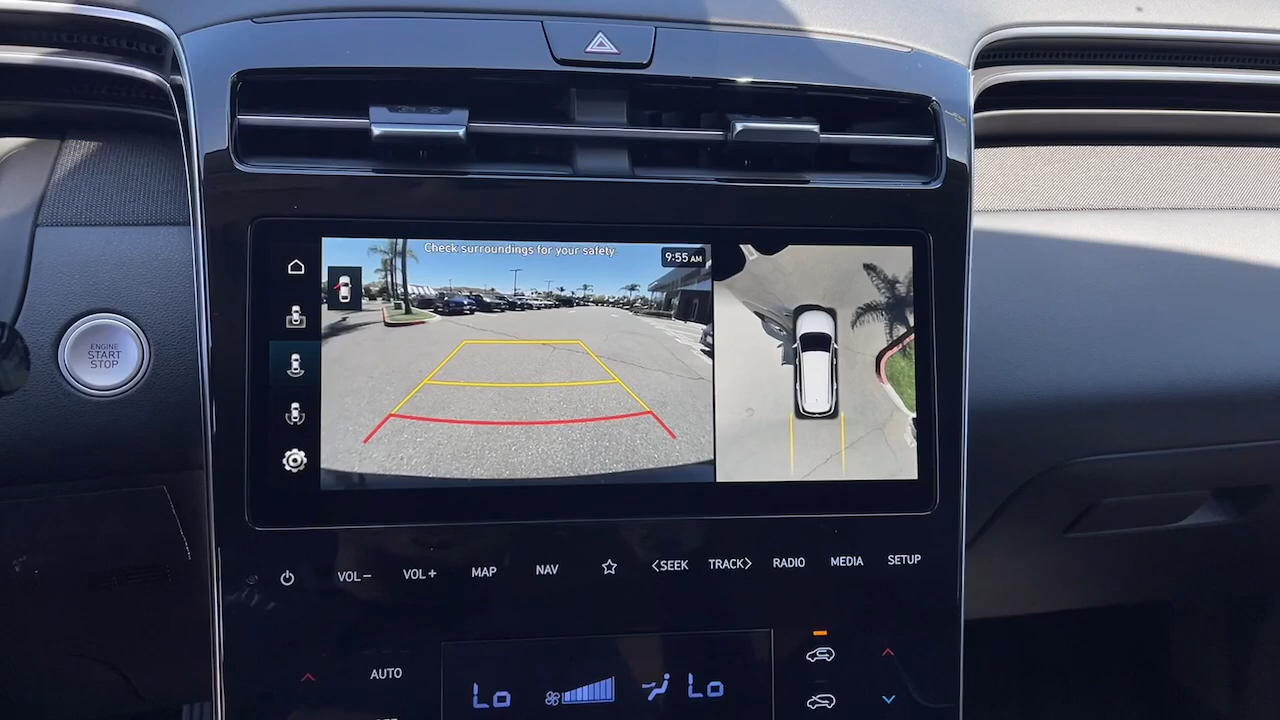 Check surroundings for your safety.
9:55 AM
ENGINE
START
STOP
VOL−
VOL+
MAP
NAV
<SEEK
TRACK>
RADIO
MEDIA
SETUP
AUTO
Lo
Lo